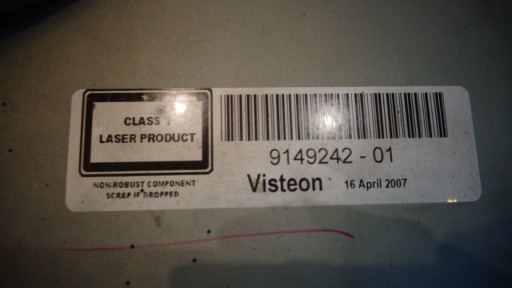 CLASS 1
LASER PRODUCT
NON-ROBUST COMPONENT
SCRAP IF DROPPED
9149242 - 01
Visteon 16 April 2007